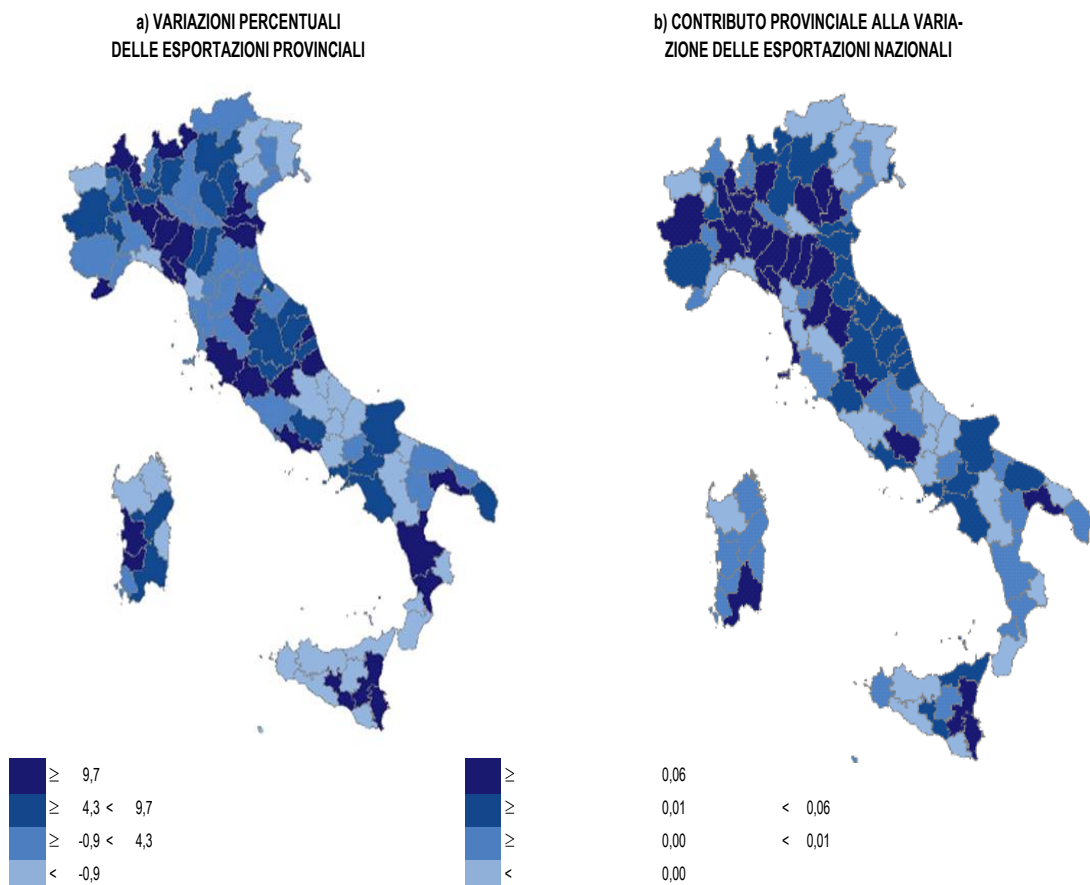 a) VARIAZIONI PERCENTUALI
DELLE ESPORTAZIONI PROVINCIALI
b) CONTRIBUTO PROVINCIALE ALLA VARIA-
ZIONE DELLE ESPORTAZIONI NAZIONALI
≥ 9,7
≥ 4,3 < 9,7
≥ -0,9 < 4,3
< -0,9
≥ 0,06
≥ 0,01 < 0,06
≥ 0,00 < 0,01
< 0,00